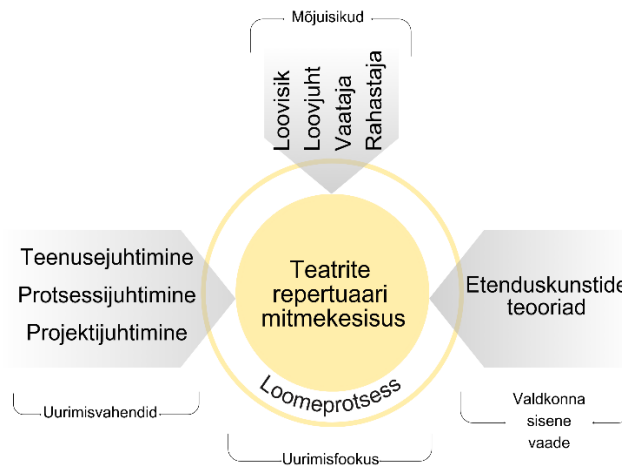 Mõjuisikud
Loovisik
Loovjuht
Vaataja
Rahastaja
Teenusejuhtimine
Protsessijuhtimine
Projektijuhtimine
Teatrite
repertuaari
mitmekesisus
Loomeprotsess
Etenduskunstide
teooriad
Uurimisvahendid
Uurimisfookus
Valdkonna
sisene
vaade